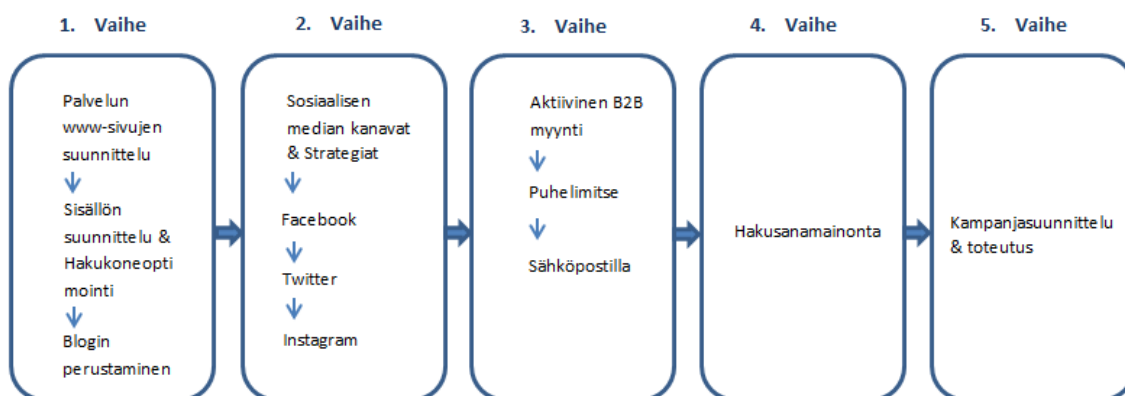 1. Vaihe
Palvelun
www-sivujen
suunnittelu
Sisällön
suunnittelu &
Hakukoneopti
mointi
Blogin
perustaminen
2. Vaihe
Sosiaalisen
median kanavat
& Strategiat
Facebook
Twitter
Instagram
3. Vaihe
Aktiivinen B2B
myynti
Puhelimitse
Sähköpostilla
4. Vaihe
Hakusanamainonta
5. Vaihe
Kampanjasuunnittelu
& toteutus